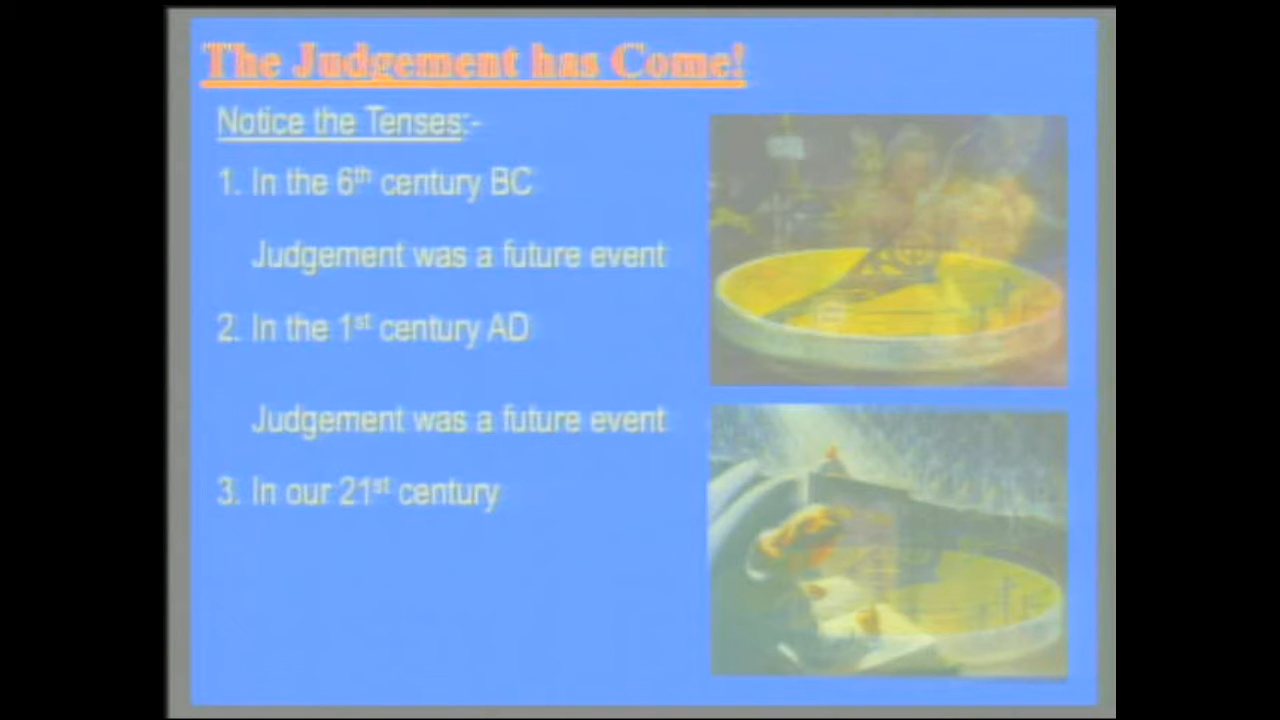 The Judgement has Come!
Notice the Tenses:-
1. In the 6th century BC
Judgement was a future event
2. In the 1st century AD
Judgement was a future event
3. In our 21st century